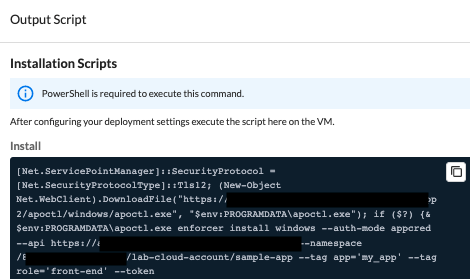 Output Script
Installation Scripts
PowerShell is required to execute this command.
After configuring your deployment settings execute the script here on the VM.
Install
[Net.ServicePointManager]::SecurityProtocol =
[Net.SecurityProtocolType]::Tls12; (New-Object
Net.WebClient).DownloadFile("https:/ op
2/apoctl/windows/apoctl.exe", "$env:PROGRAMDATA\apoctl.exe"); if ($?) {&
$env:PROGRAMDATA\apoctl.exe enforcer install windows --auth-mode appcred
--api https:/ --namespace
/8 /lab-cloud-account/sample-app --tag app='my_app' --tag
role='front-end' --token